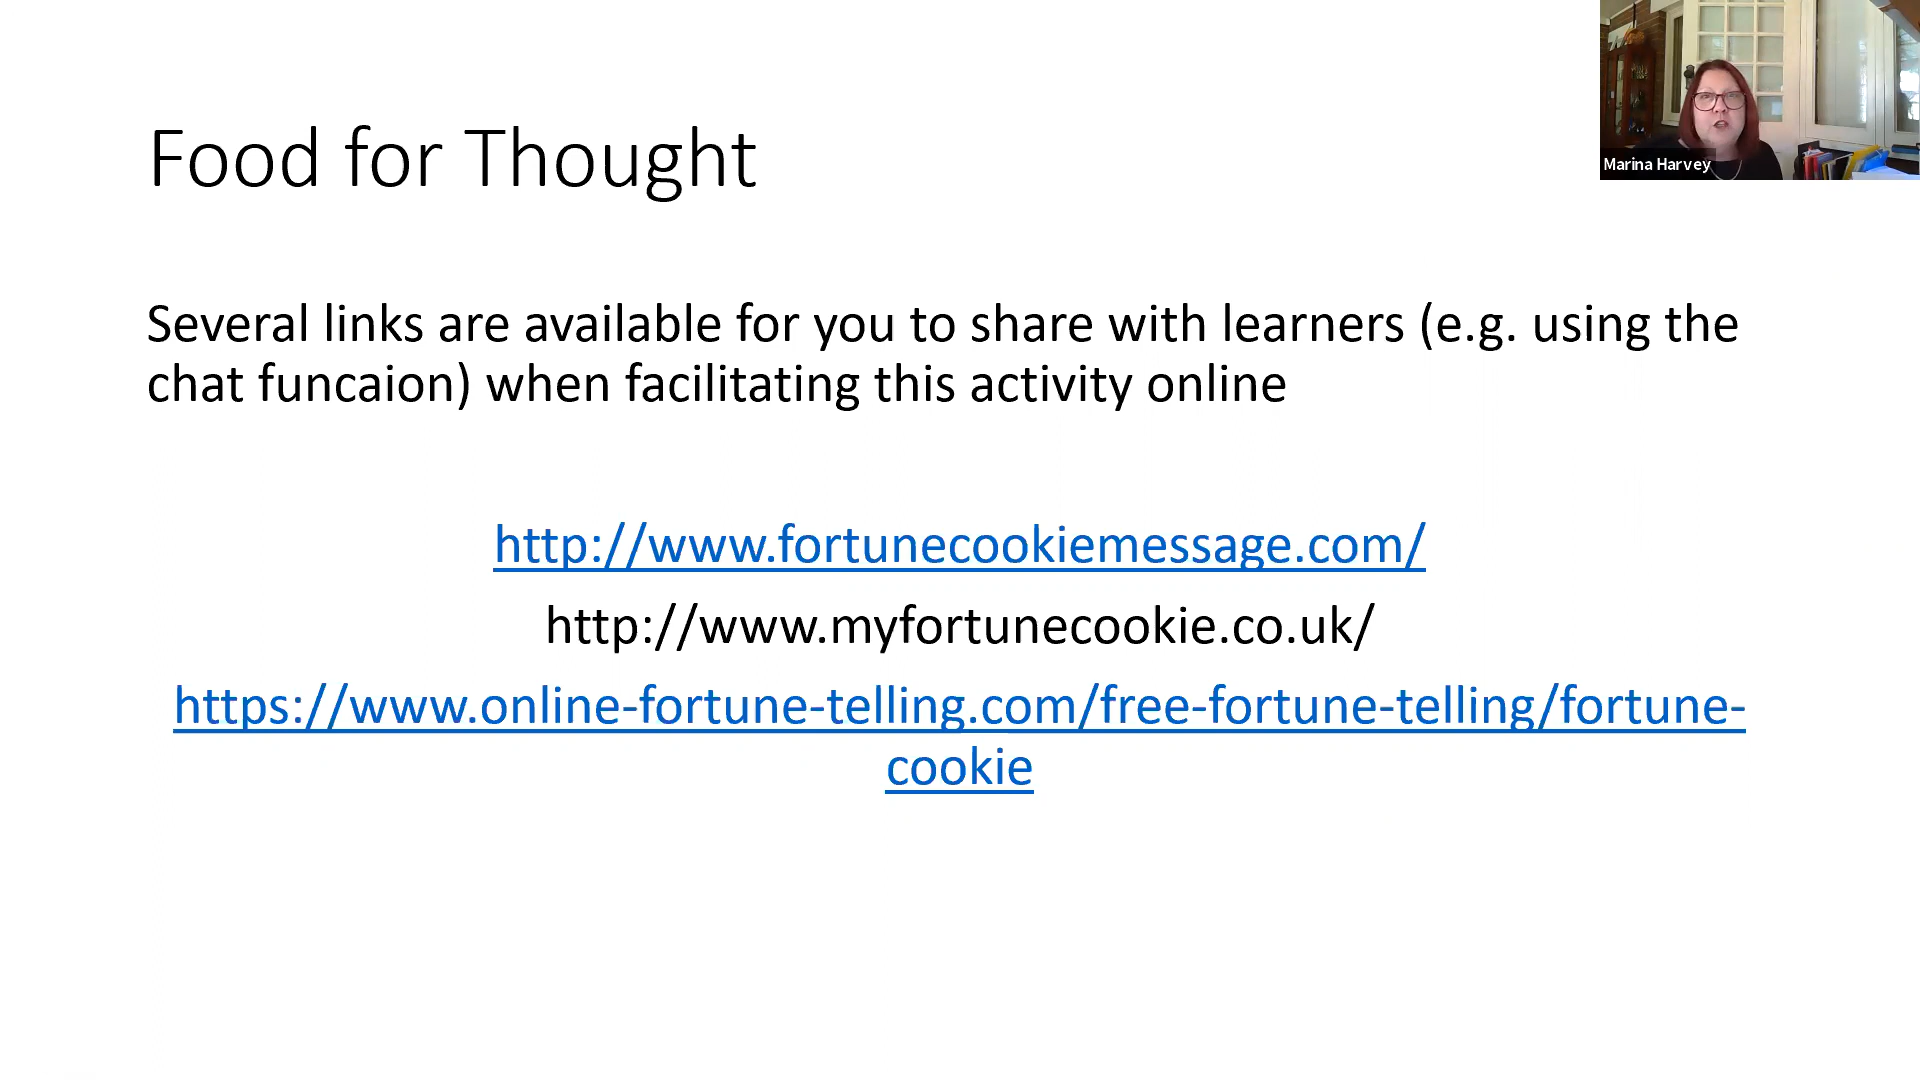 Marina Harvey
Food for Thought
Several links are available for you to share with learners (e.g. using the
chat funcaion) when facilitating this activity online
http://www.fortunecookiemessage.com/
http://www.myfortunecookie.co.uk/
https://www.online-fortune-telling.com/free-fortune-telling/fortune-
cookie